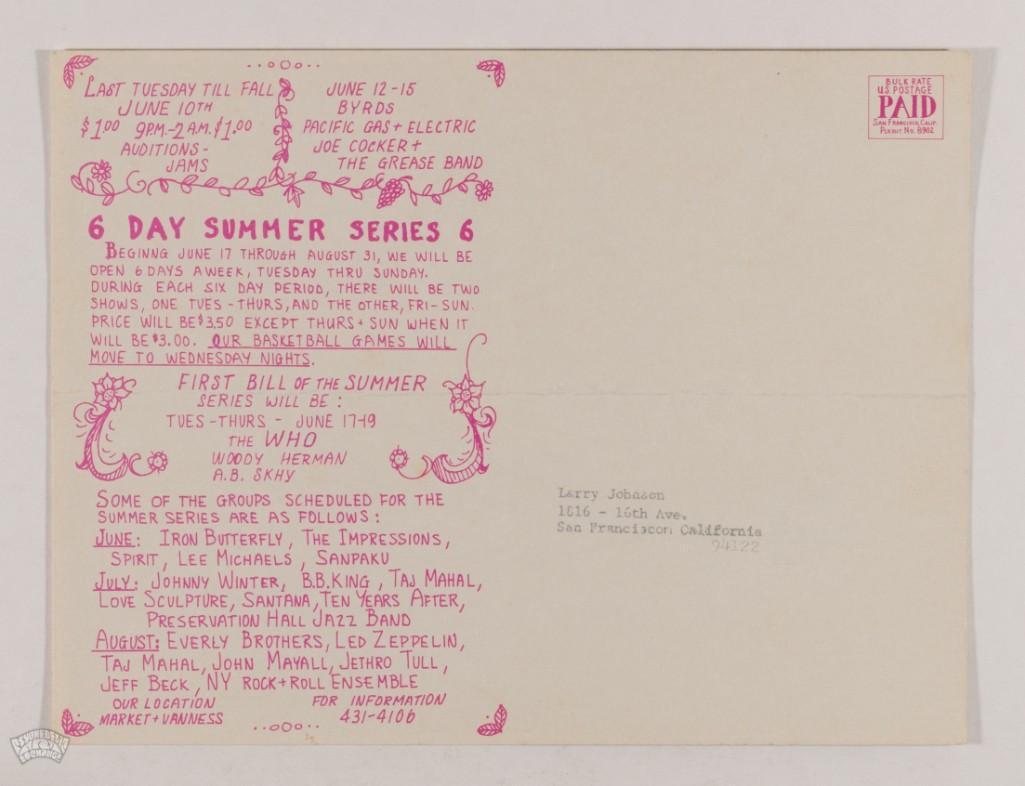 LAST TUESDAY TILL FALL
JUNE 10TH
$1.00 9P.M.-2 A.M. $1.00
AUDITIONS-
JAMS
JUNE 12-15
BYRDS
PACIFIC GAS + ELECTRIC
JOE COCKER +
THE GREASE BAND
6 DAY SUMMER SERIES 6
BEGINNG JUNE 17 THROUGH AUGUST 31, WE WILL BE
OPEN 6 DAYS A WEEK, TUESDAY THRU SUNDAY.
DURING EACH SIX DAY PERIOD, THERE WILL BE TWO
SHOWS, ONE TUES-THURS, AND THE OTHER, FRI-SUN.
PRICE WILL BE $3.50 EXCEPT THURS + SUN WHEN IT
WILL BE $3.00. OUR BASKETBALL GAMES WILL
MOVE TO WEDNESDAY NIGHTS.
FIRST BILL OF THE SUMMER
SERIES WILL BE:
TUES-THURS - JUNE 17-19
THE WHO
WOODY HERMAN
A.B. SKHY
SOME OF THE GROUPS SCHEDULED FOR THE
SUMMER SERIES ARE AS FOLLOWS:
JUNE: IRON BUTTERFLY, THE IMPRESSIONS,
SPIRIT, LEE MICHAELS, SANPAKU
JULY: JOHNNY WINTER, B.B. KING, TAJ MAHAL,
LOVE SCULPTURE, SANTANA, TEN YEARS AFTER,
PRESERVATION HALL JAZZ BAND
AUGUST: EVERLY BROTHERS, LED ZEPPELIN,
TAJ MAHAL, JOHN MAYALL, JETHRO TULL,
JEFF BECK, NY ROCK + ROLL ENSEMBLE
OUR LOCATION
MARKET + VANNESS
FOR INFORMATION
431-4106
BULK RATE
U.S. POSTAGE
PAID
SAN FRANCISCO, CALIF.
PERMIT NO. 8902
Larry Johnson
1816 - 16th Ave.
San Franciscon California
94122